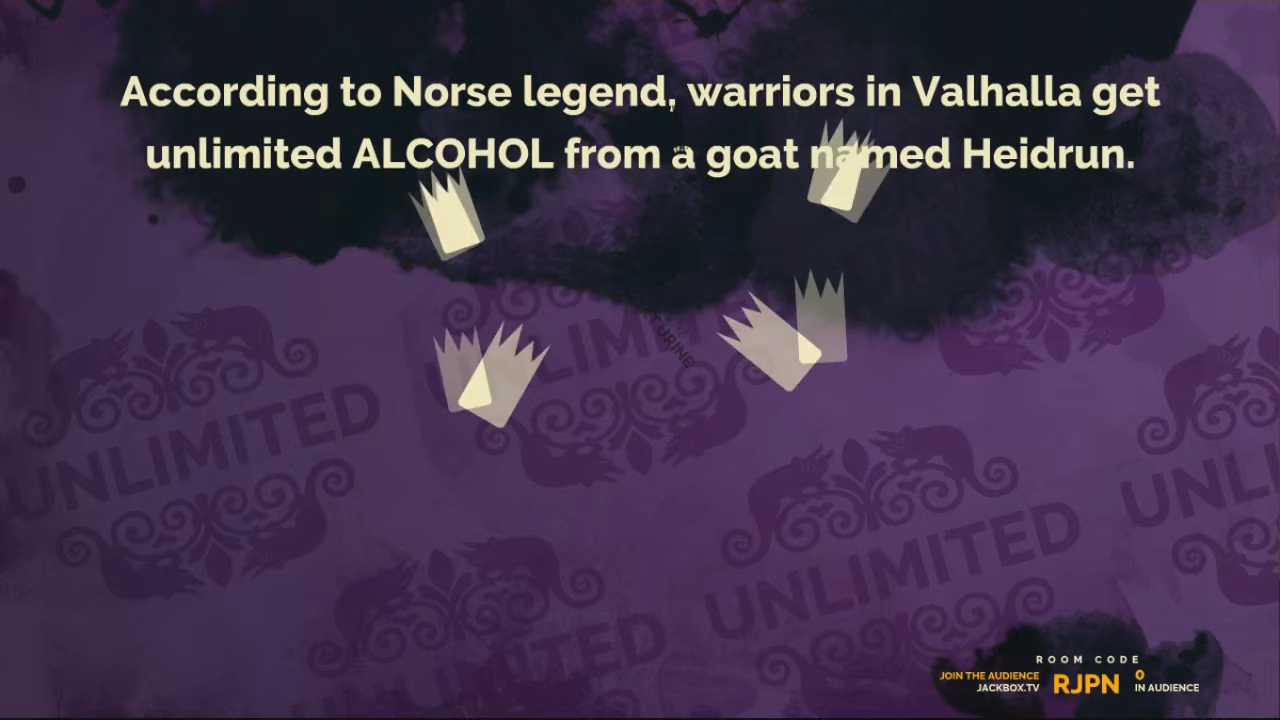 According to Norse legend, warriors in Valhalla get
unlimited ALCOHOL from a goat named Heidrun.
UNLIMITED
UNLIMITED
UNLIMITED
UNLIMITED
ROOM CODE
JOIN THE AUDIENCE
JACKBOX.TV
RJPN
0
IN AUDIENCE